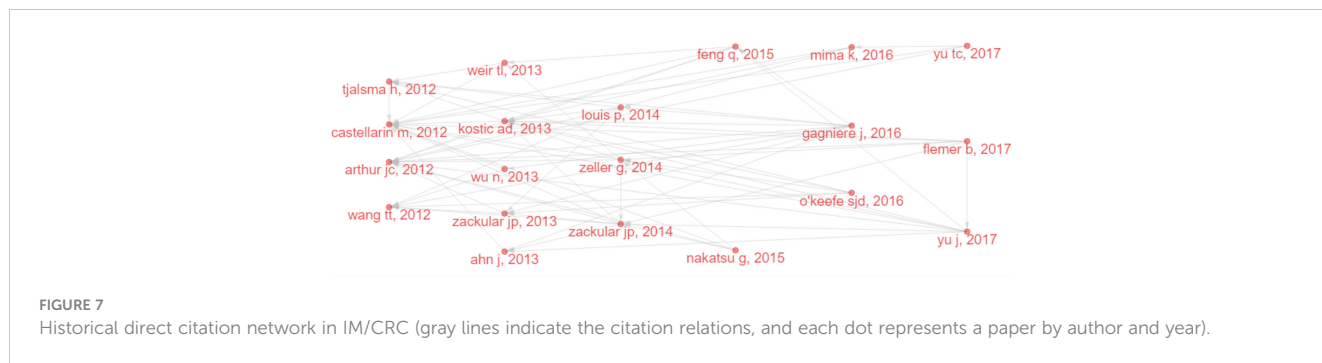 feng q, 2015
mima k, 2016
yu tc, 2017
weir tl, 2013
tjalsma h, 2012
louis p, 2014
castellarin m, 2012
kostic ad, 2013
gagniere j, 2016
flemer b, 2017
arthur jc, 2012
wu n, 2013
zeller g, 2014
o'keefe sjd, 2016
wang tt, 2012
zackular jp, 2013
zackular jp, 2014
yu j, 2017
ahn j, 2013
nakatsu g, 2015
FIGURE 7
Historical direct citation network in IM/CRC (gray lines indicate the citation relations, and each dot represents a paper by author and year).